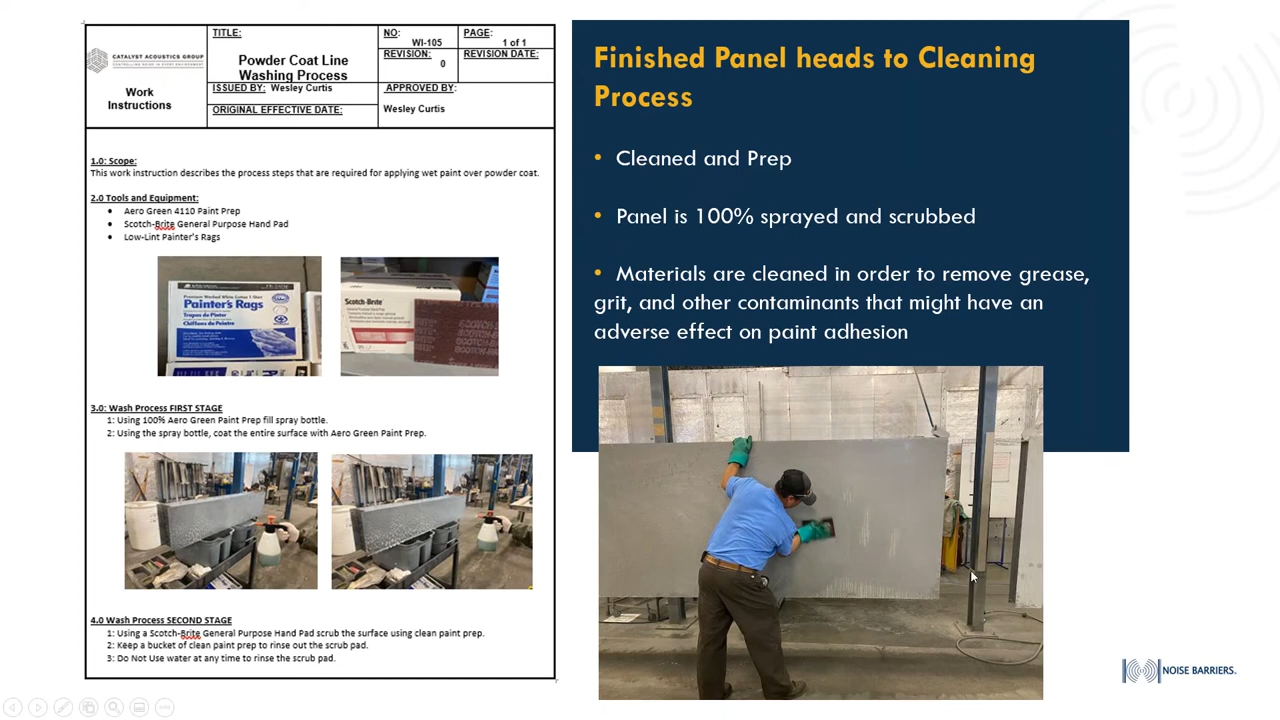 CATALYST ACOUSTICS GROUP
CONTROLLING NOISE IN EVERY ENVIRONMENT
Work
Instructions
TITLE:
Powder Coat Line
Washing Process
ISSUED BY: Wesley Curtis
ORIGINAL EFFECTIVE DATE:
NO:
WI-105
REVISION:
0
PAGE:
1 of 1
REVISION DATE:
APPROVED BY:
Wesley Curtis
1.0: Scope:
This work instruction describes the process steps that are required for applying wet paint over powder coat.
2.0 Tools and Equipment:
• Aero Green 4110 Paint Prep
• Scotch-Brite General Purpose Hand Pad
• Low-Lint Painter's Rags
Painter's Rags
Trapos de Pintor
Chiffons de Peintre
Scotch-Brite
3.0: Wash Process FIRST STAGE
1: Using 100% Aero Green Paint Prep fill spray bottle.
2: Using the spray bottle, coat the entire surface with Aero Green Paint Prep.
4.0 Wash Process SECOND STAGE
1: Using a Scotch-Brite General Purpose Hand Pad scrub the surface using clean paint prep.
2: Keep a bucket of clean paint prep to rinse out the scrub pad.
3: Do Not Use water at any time to rinse the scrub pad.
Finished Panel heads to Cleaning
Process
• Cleaned and Prep
• Panel is 100% sprayed and scrubbed
• Materials are cleaned in order to remove grease,
grit, and other contaminants that might have an
adverse effect on paint adhesion
NOISE BARRIERS.